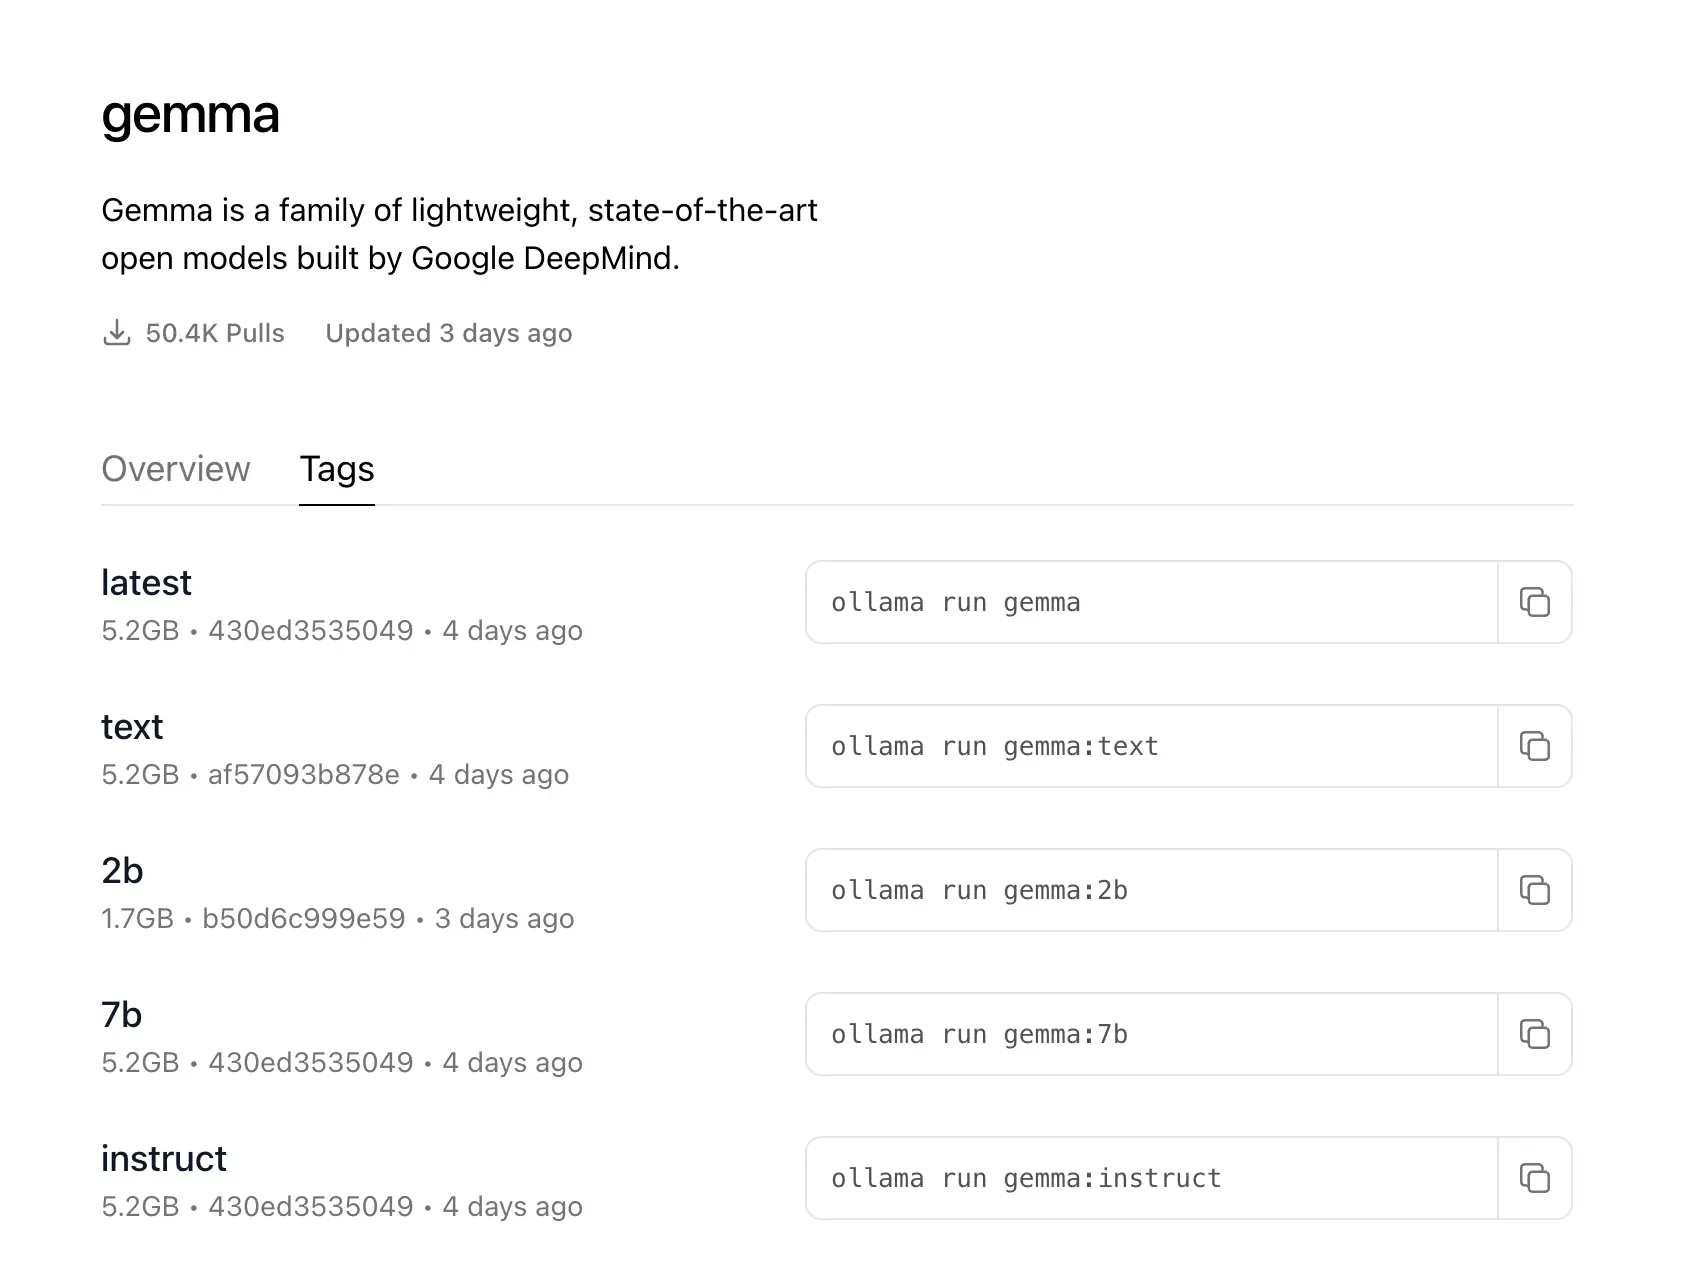 gemma
Gemma is a family of lightweight, state-of-the-art
open models built by Google DeepMind.
50.4K Pulls Updated 3 days ago
Overview Tags
latest
5.2GB • 430ed3535049 • 4 days ago
ollama run gemma
text
5.2GB • af57093b878e • 4 days ago
ollama run gemma:text
2b
1.7GB • b50d6c999e59 • 3 days ago
ollama run gemma:2b
7b
5.2GB • 430ed3535049 • 4 days ago
ollama run gemma:7b
instruct
5.2GB • 430ed3535049 • 4 days ago
ollama run gemma:instruct